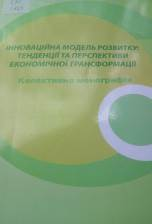 ІННОВАЦІЙНА МОДЕЛЬ РОЗВИТКУ:
ТЕНДЕНЦІЇ ТА ПЕРСПЕКТИВИ
ЕКОНОМІЧНОЇ ТРАНСФОРМАЦІЇ
Колективна монографія